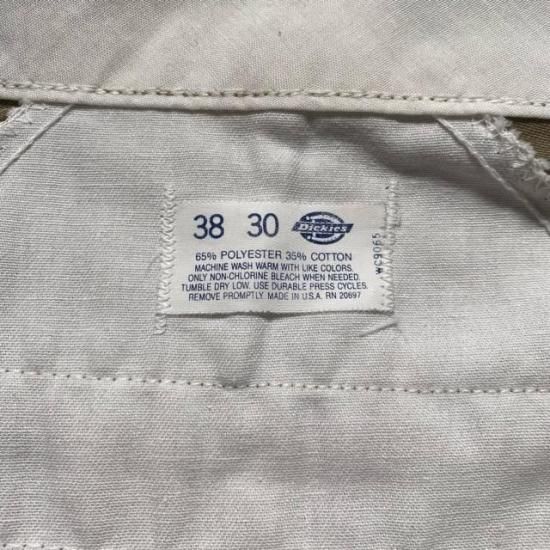 38 30 Dickies
65% POLYESTER 35% COTTON
MACHINE WASH WARM WITH LIKE COLORS.
ONLY NON-CHLORINE BLEACH WHEN NEEDED.
TUMBLE DRY LOW. USE DURABLE PRESS CYCLES.
REMOVE PROMPTLY. MADE IN U.S.A. RN 20697
WC9065